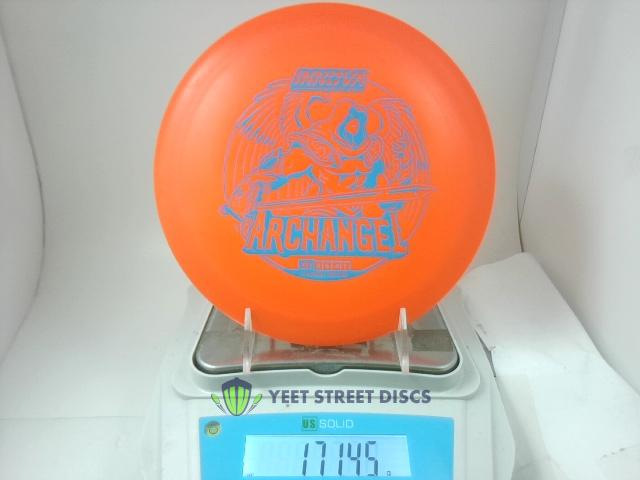 INNOVA
ARCHANGEL
YEET STREET DISCS
US SOLID
171.45 g